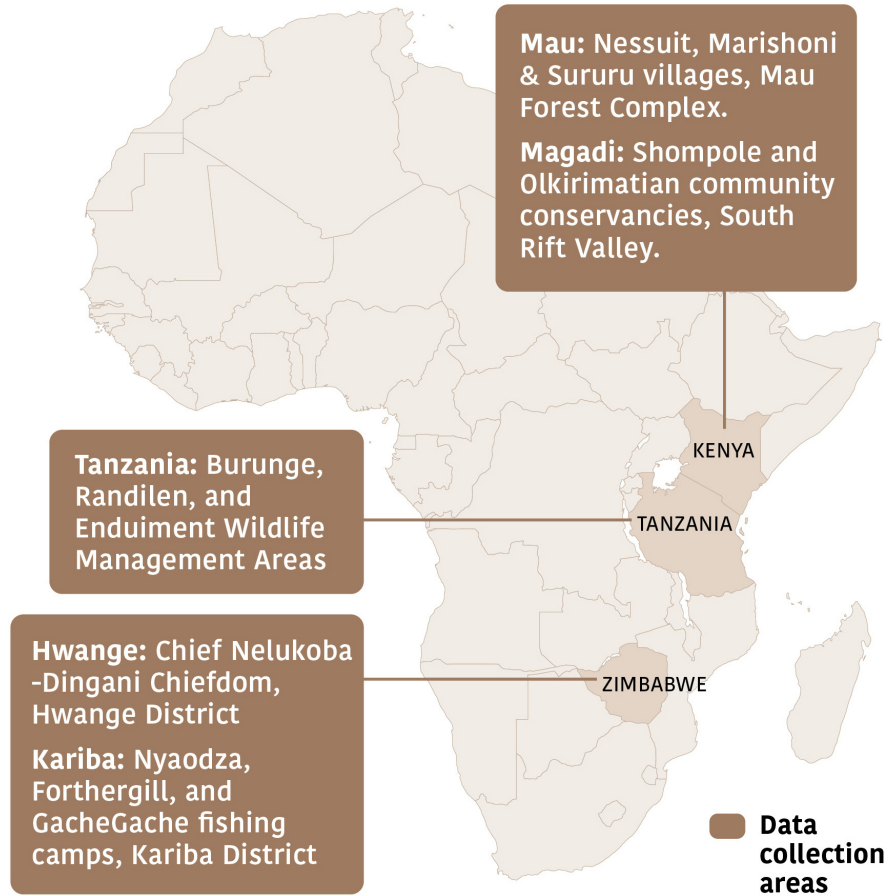 Mau: Nessuit, Marishoni
& Sururu villages, Mau
Forest Complex.
Magadi: Shompole and
Olkirimatian community
conservancies, South
Rift Valley.
KENYA
Tanzania: Burunge,
Randilen, and
Enduiment Wildlife
Management Areas
TANZANIA
Hwange: Chief Nelukoba
-Dingani Chiefdom,
Hwange District
Kariba: Nyaodza,
Forthergill, and
GacheGache fishing
camps, Kariba District
ZIMBABWE
Data
collection
areas